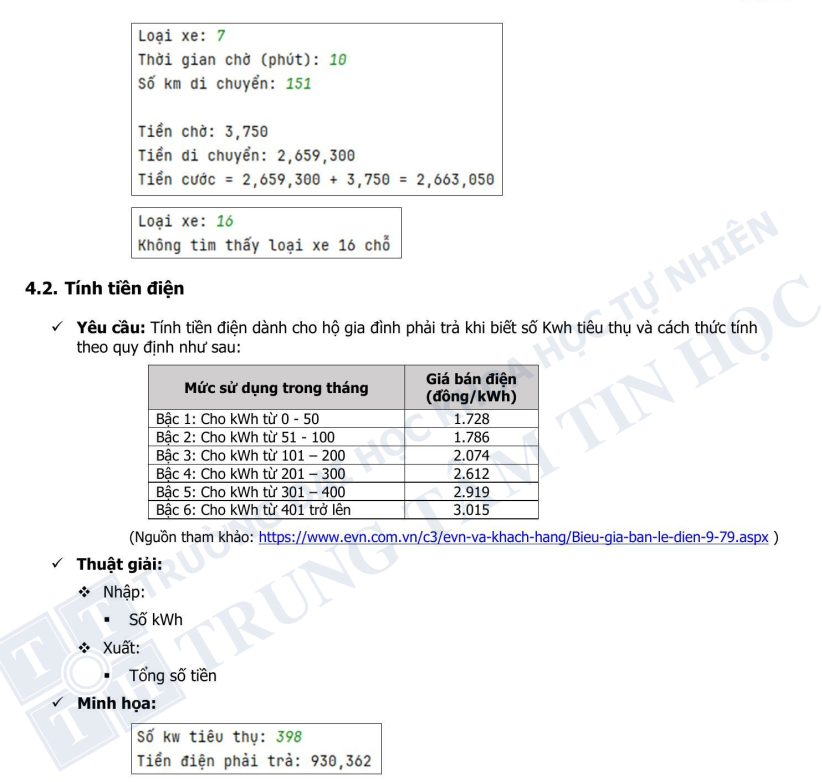 Loại xe: 7
Thời gian chờ (phút): 10
Số km di chuyển: 151
Tiền chờ: 3,750
Tiền di chuyển: 2,659,300
Tiền cước = 2,659,300 + 3,750 = 2,663,050
Loại xe: 16
Không tìm thấy loại xe 16 chỗ
4.2. Tính tiền điện
✓ Yêu cầu: Tính tiền điện dành cho hộ gia đình phải trả khi biết số Kwh tiêu thụ và cách thức tính
theo quy định như sau:
Mức sử dụng trong tháng Giá bán điện
(đồng/kWh)
Bậc 1: Cho kWh từ 0 - 50 1.728
Bậc 2: Cho kWh từ 51 - 100 1.786
Bậc 3: Cho kWh từ 101 – 200 2.074
Bậc 4: Cho kWh từ 201 – 300 2.612
Bậc 5: Cho kWh từ 301 – 400 2.919
Bậc 6: Cho kWh từ 401 trở lên 3.015
(Nguồn tham khảo: https://www.evn.com.vn/c3/evn-va-khach-hang/Bieu-gia-ban-le-dien-9-79.aspx )
✓ Thuật giải:
❖ Nhập:
▪ Số kWh
❖ Xuất:
▪ Tổng số tiền
✓ Minh họa:
Số kw tiêu thụ: 398
Tiền điện phải trả: 930,362
TRƯỜNG ĐẠI HỌC KHOA HỌC TỰ NHIÊN
TRUNG TÂM TIN HỌC